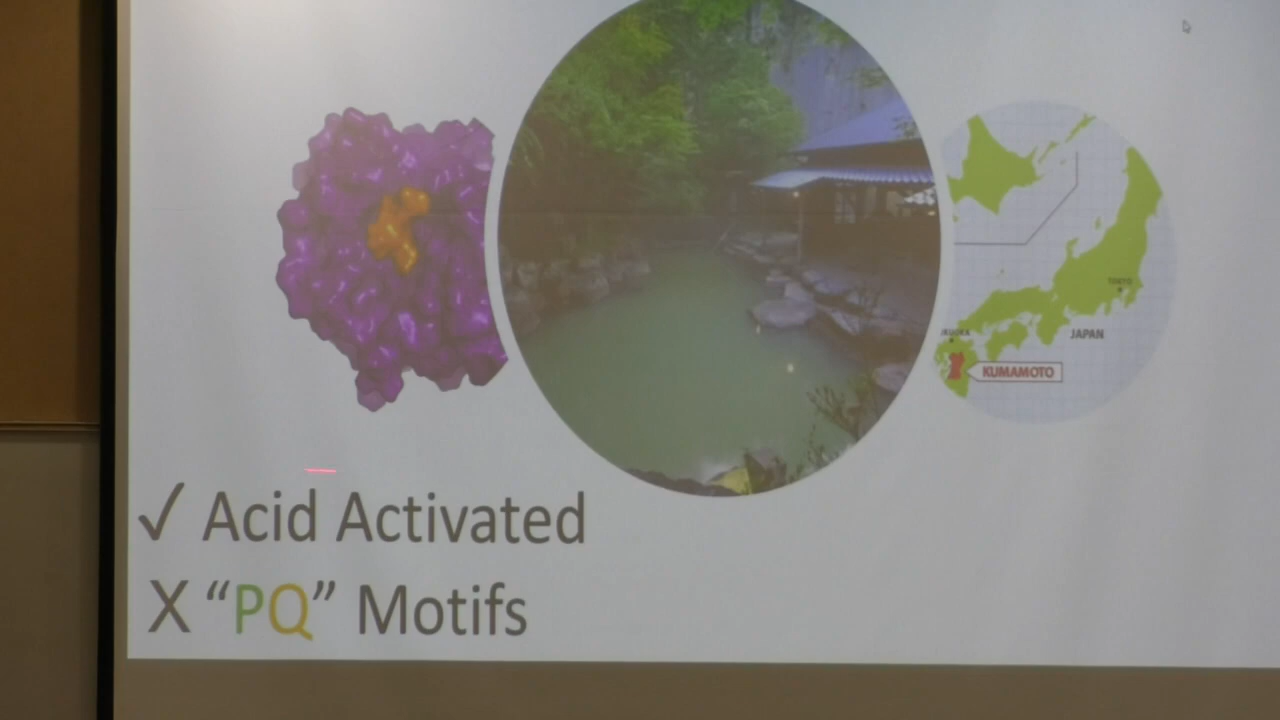 TOKYO
JAPAN
KUMAMOTO
✓ Acid Activated
X “PQ” Motifs